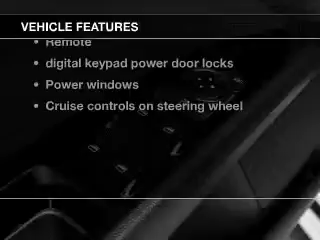 VEHICLE FEATURES
• Remote
• digital keypad power door locks
• Power windows
• Cruise controls on steering wheel